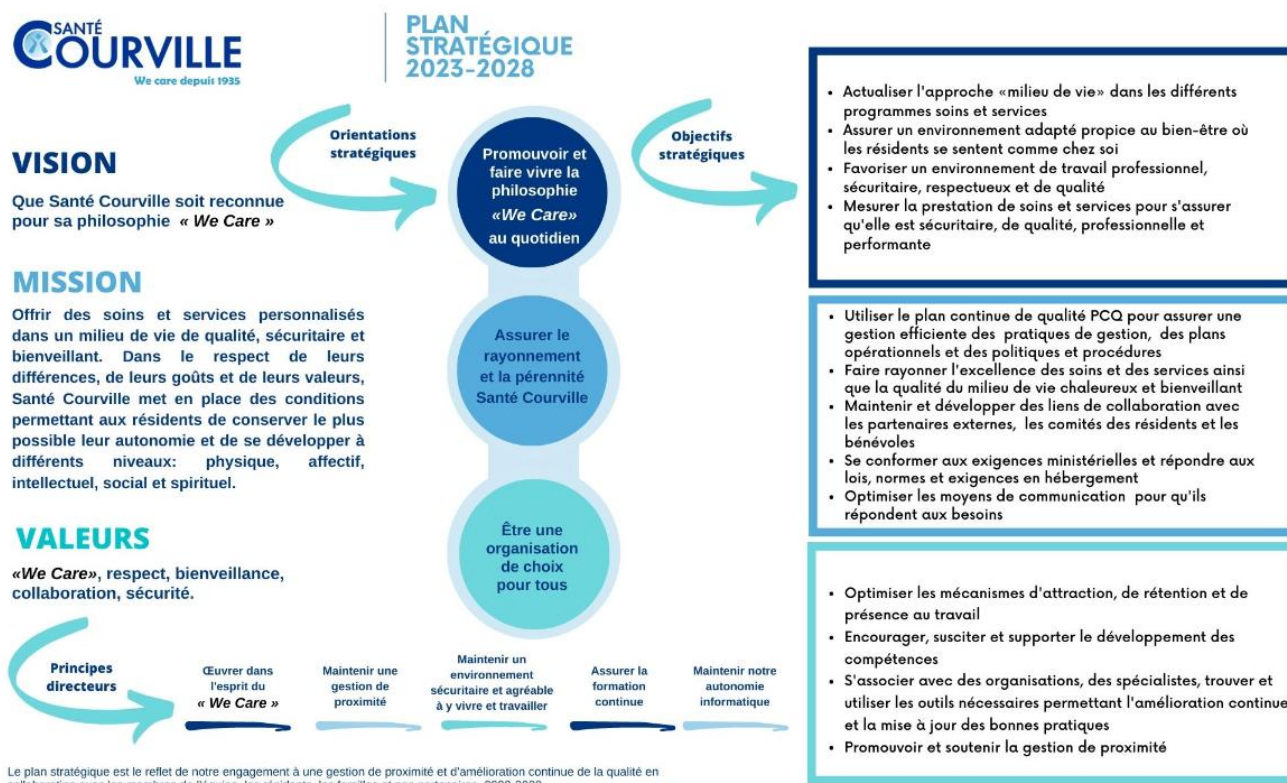 SANTÉ
COURVILLE
We care depuis 1935
PLAN
STRATÉGIQUE
2023-2028
VISION
Que Santé Courville soit reconnue
pour sa philosophie « We Care »
MISSION
Offrir des soins et services personnalisés
dans un milieu de vie de qualité, sécuritaire et
bienveillant. Dans le respect de leurs
différences, de leurs goûts et de leurs valeurs,
Santé Courville met en place des conditions
permettant aux résidents de conserver le plus
possible leur autonomie et de se développer à
différents niveaux: physique, affectif,
intellectuel, social et spirituel.
VALEURS
«We Care», respect, bienveillance,
collaboration, sécurité.
Orientations
stratégiques
Promouvoir et
faire vivre la
philosophie
«We Care»
au quotidien
Assurer le
rayonnement
et la pérennité
Santé Courville
Être une
organisation
de choix
pour tous
Objectifs
stratégiques
• Actualiser l'approche «milieu de vie» dans les différents
programmes soins et services
• Assurer un environnement adapté propice au bien-être où
les résidents se sentent comme chez soi
• Favoriser un environnement de travail professionnel,
sécuritaire, respectueux et de qualité
• Mesurer la prestation de soins et services pour s'assurer
qu'elle est sécuritaire, de qualité, professionnelle et
performante
• Utiliser le plan continue de qualité PCQ pour assurer une
gestion efficiente des pratiques de gestion, des plans
opérationnels et des politiques et procédures
• Faire rayonner l'excellence des soins et des services ainsi
que la qualité du milieu de vie chaleureux et bienveillant
• Maintenir et développer des liens de collaboration avec
les partenaires externes, les comités des résidents et les
bénévoles
• Se conformer aux exigences ministérielles et répondre aux
lois, normes et exigences en hébergement
• Optimiser les moyens de communication pour qu'ils
répondent aux besoins
• Optimiser les mécanismes d'attraction, de rétention et de
présence au travail
• Encourager, susciter et supporter le développement des
compétences
• S'associer avec des organisations, des spécialistes, trouver et
utiliser les outils nécessaires permettant l'amélioration continue
et la mise à jour des bonnes pratiques
• Promouvoir et soutenir la gestion de proximité
Principes
directeurs
Œuvrer dans
l'esprit du
« We Care »
Maintenir une
gestion de
proximité
Maintenir un
environnement
sécuritaire et agréable
à y vivre et travailler
Assurer la
formation
continue
Maintenir notre
autonomie
informatique
Le plan stratégique est le reflet de notre engagement à une gestion de proximité et d'amélioration continue de la qualité en